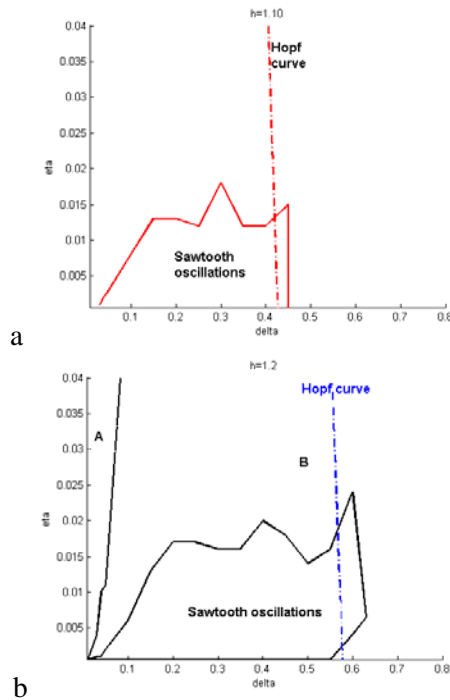 h=1.10
0.04
Hopf
curve
0.035
0.03
0.025
eta
0.02
0.015
0.01
Sawtooth
oscillations
0.005
0.1 0.2 0.3 0.4 0.5 0.6 0.7 0.8
delta
a
h=1.2
0.04
Hopf curve
0.035
A
0.03
B
0.025
eta
0.02
0.015
0.01
Sawtooth oscillations
0.005
0.1 0.2 0.3 0.4 0.5 0.6 0.7 0.8
delta
b